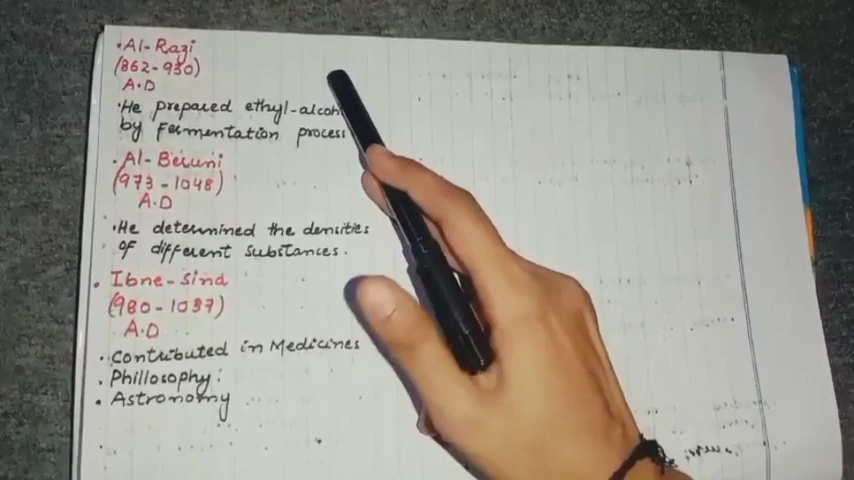 • Al-Razi
(862-930)
A.D
• He prepared ethyl-alcoh
by Fermentation process
• Al-Beruni
(973-1048)
A.D
• He determined the densities
of different substances.
• Ibne-Sina
(980-1037)
A.D
• Contributed in Medicines
• Phillosophy:
• Astronomy